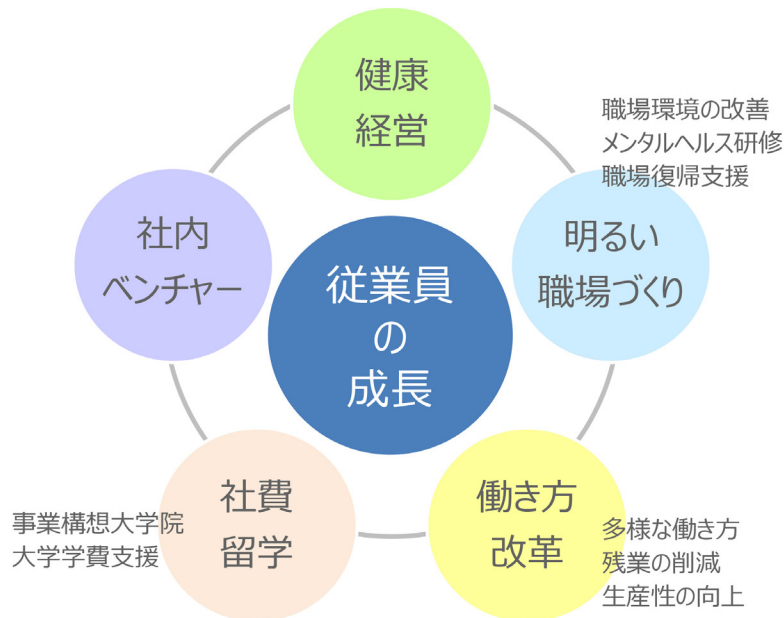 健康
経営
職場環境の改善
メンタルヘルス研修
職場復帰支援
社内
ベンチャー
明るい
職場づくり
従業員
の
成長
社費
留学
事業構想大学院
大学学費支援
働き方
改革
多様な働き方
残業の削減
生産性の向上